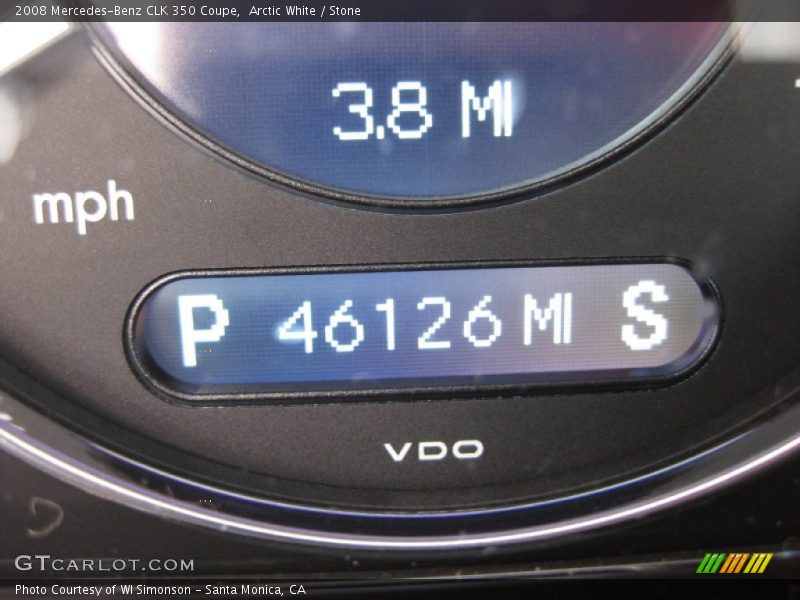 2008 Mercedes-Benz CLK 350 Coupe,  Arctic White / Stone
3.8 MI
mph
P 46126 MI S
VDO
GTCARLOT.COM
Photo Courtesy of WI Simonson - Santa Monica, CA